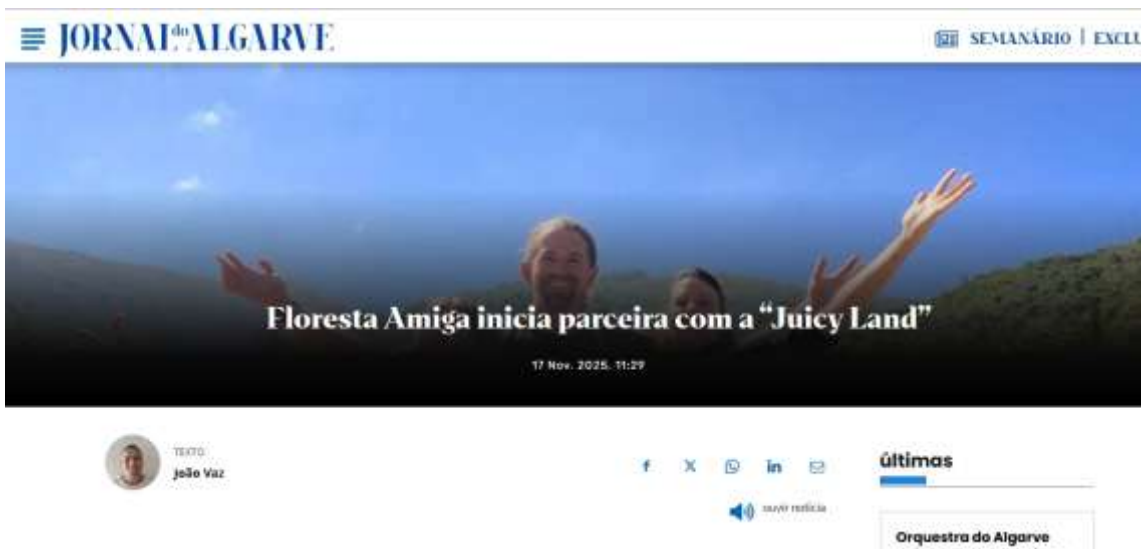 JORNAL do ALGARVE
SEMANÁRIO | EXCLU
Floresta Amiga inicia parceira com a “Juicy Land”
17 Nov. 2025, 11:29
TEXTO
João Vaz
últimas
ouvir notícia
Orquestra do Algarve